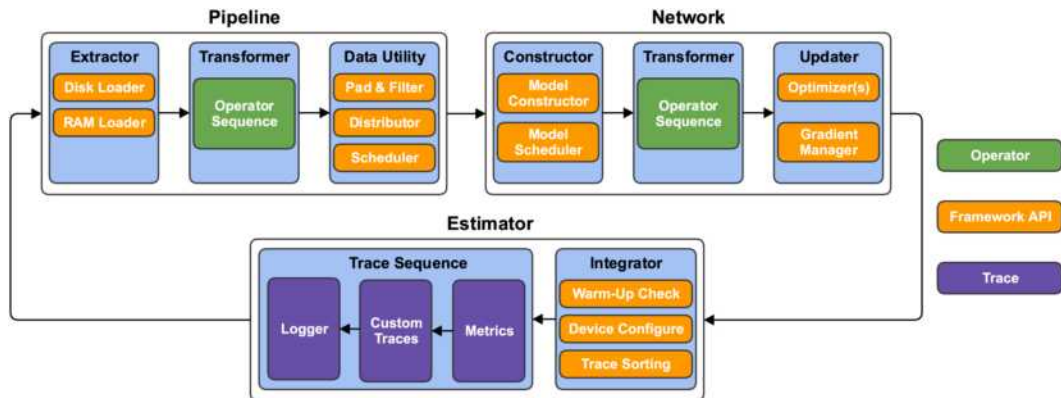 Pipeline
Extractor
Disk Loader
RAM Loader
Transformer
Operator
Sequence
Data Utility
Pad & Filter
Distributor
Scheduler
Network
Constructor
Model
Constructor
Model
Scheduler
Transformer
Operator
Sequence
Updater
Optimizer(s)
Gradient
Manager
Operator
Framework API
Trace
Estimator
Trace Sequence
Logger
Custom
Traces
Metrics
Integrator
Warm-Up Check
Device Configure
Trace Sorting